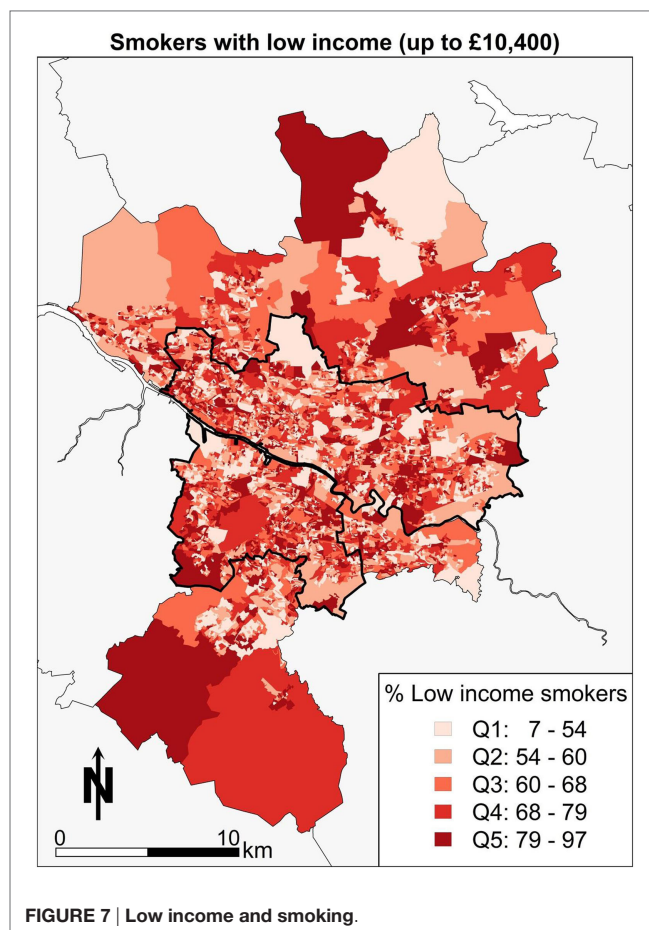 Smokers with low income (up to £10,400)
% Low income smokers
Q1: 7 - 54
Q2: 54 - 60
Q3: 60 - 68
Q4: 68 - 79
Q5: 79 - 97
N
0 10
km
FIGURE 7 | Low income and smoking.